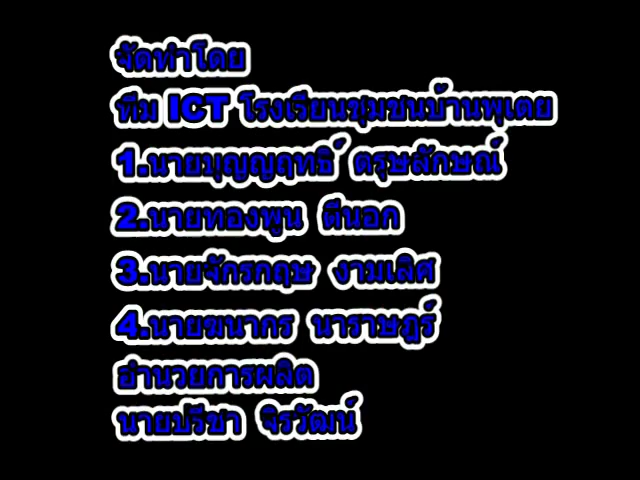 จัดทำโดย
ทีม ICT โรงเรียนชุมชนบ้านพุเตย
1.นายบุญญฤทธิ์ ตรุษลักษณ์
2.นายทองพูน ตีนอก
3.นายจักรกฤษ งามเลิศ
4.นายฆนากร นาราษฎร์
อำนวยการผลิต
นายปรีชา จิรวัฒน์